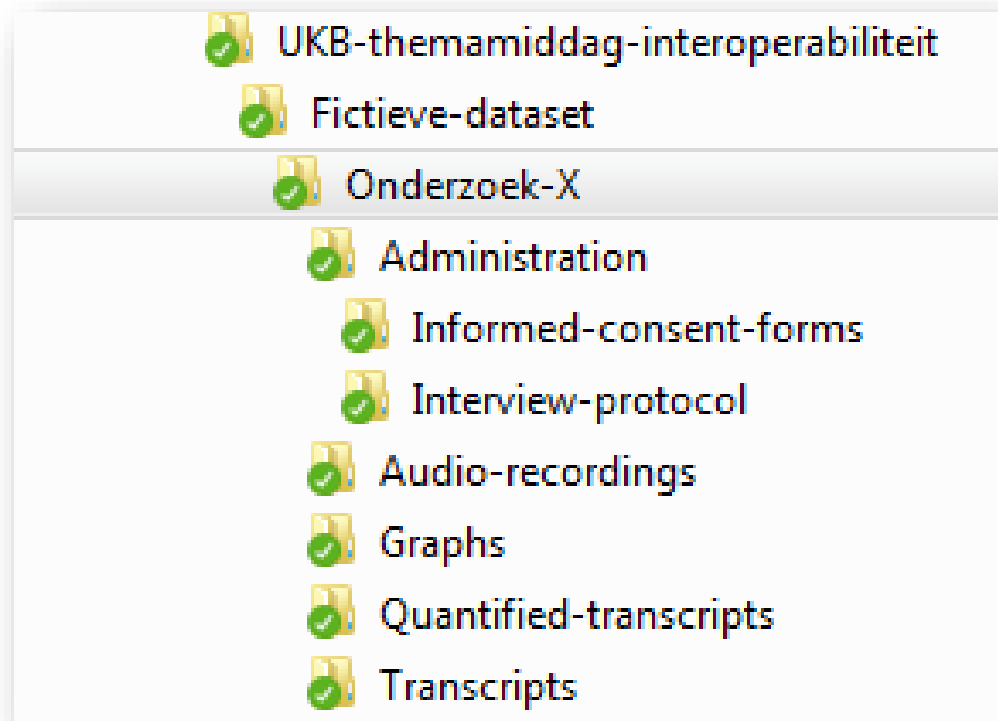 UKB-themamiddag-interoperabiliteit
Fictieve-dataset
Onderzoek-X
Administration
Informed-consent-forms
Interview-protocol
Audio-recordings
Graphs
Quantified-transcripts
Transcripts